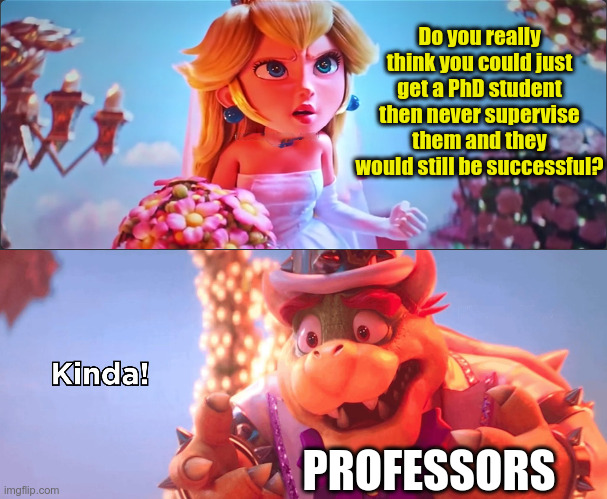 Do you really
think you could just
get a PhD student
then never supervise
them and they
would still be successful?
Kinda!
PROFESSORS
imgflip.com